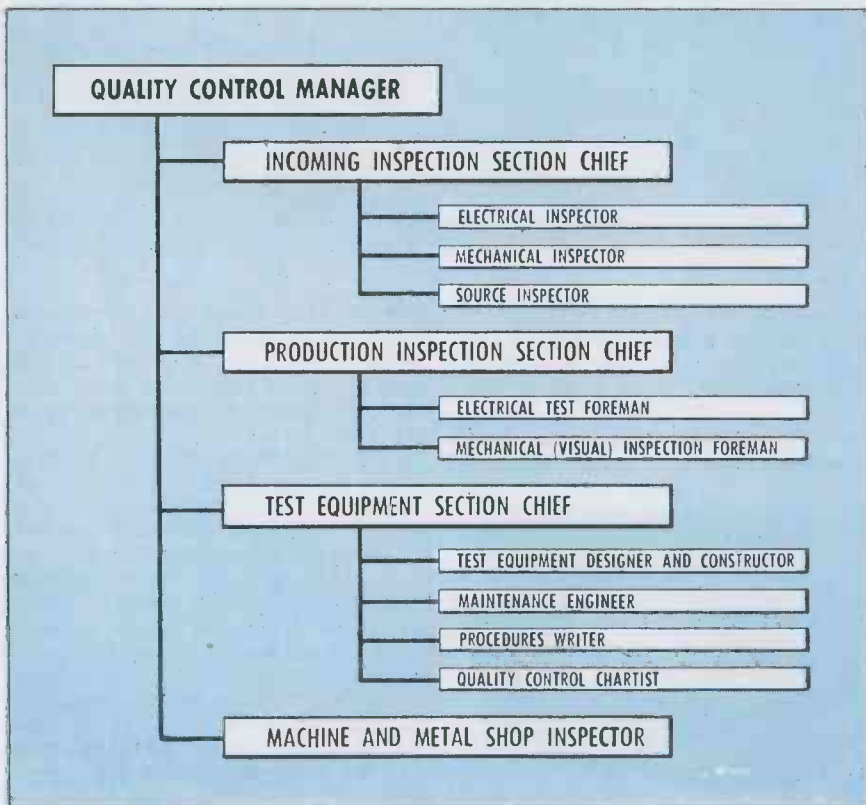 QUALITY CONTROL MANAGER
INCOMING INSPECTION SECTION CHIEF
ELECTRICAL INSPECTOR
MECHANICAL INSPECTOR
SOURCE INSPECTOR
PRODUCTION INSPECTION SECTION CHIEF
ELECTRICAL TEST FOREMAN
MECHANICAL (VISUAL) INSPECTION FOREMAN
TEST EQUIPMENT SECTION CHIEF
TEST EQUIPMENT DESIGNER AND CONSTRUCTOR
MAINTENANCE ENGINEER
PROCEDURES WRITER
QUALITY CONTROL CHARTIST
MACHINE AND METAL SHOP INSPECTOR